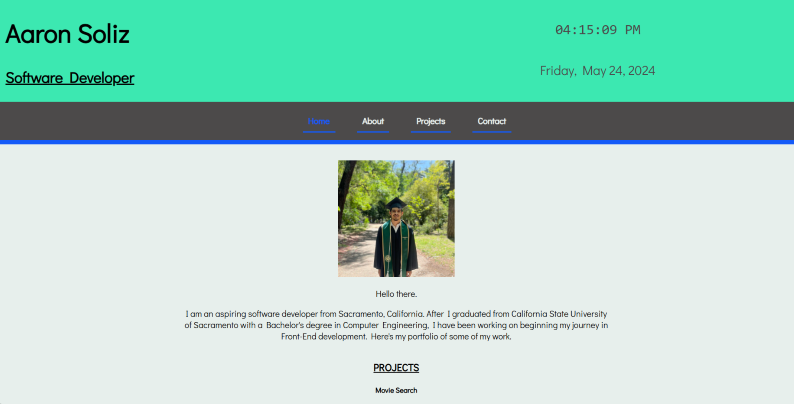 Aaron Soliz
04:15:09 PM
Software Developer
Friday, May 24, 2024
Home About Projects Contact
Hello there.
I am an aspiring software developer from Sacramento, California. After I graduated from California State University
of Sacramento with a Bachelor's degree in Computer Engineering, I have been working on beginning my journey in
Front-End development. Here's my portfolio of some of my work.
PROJECTS
Movie Search